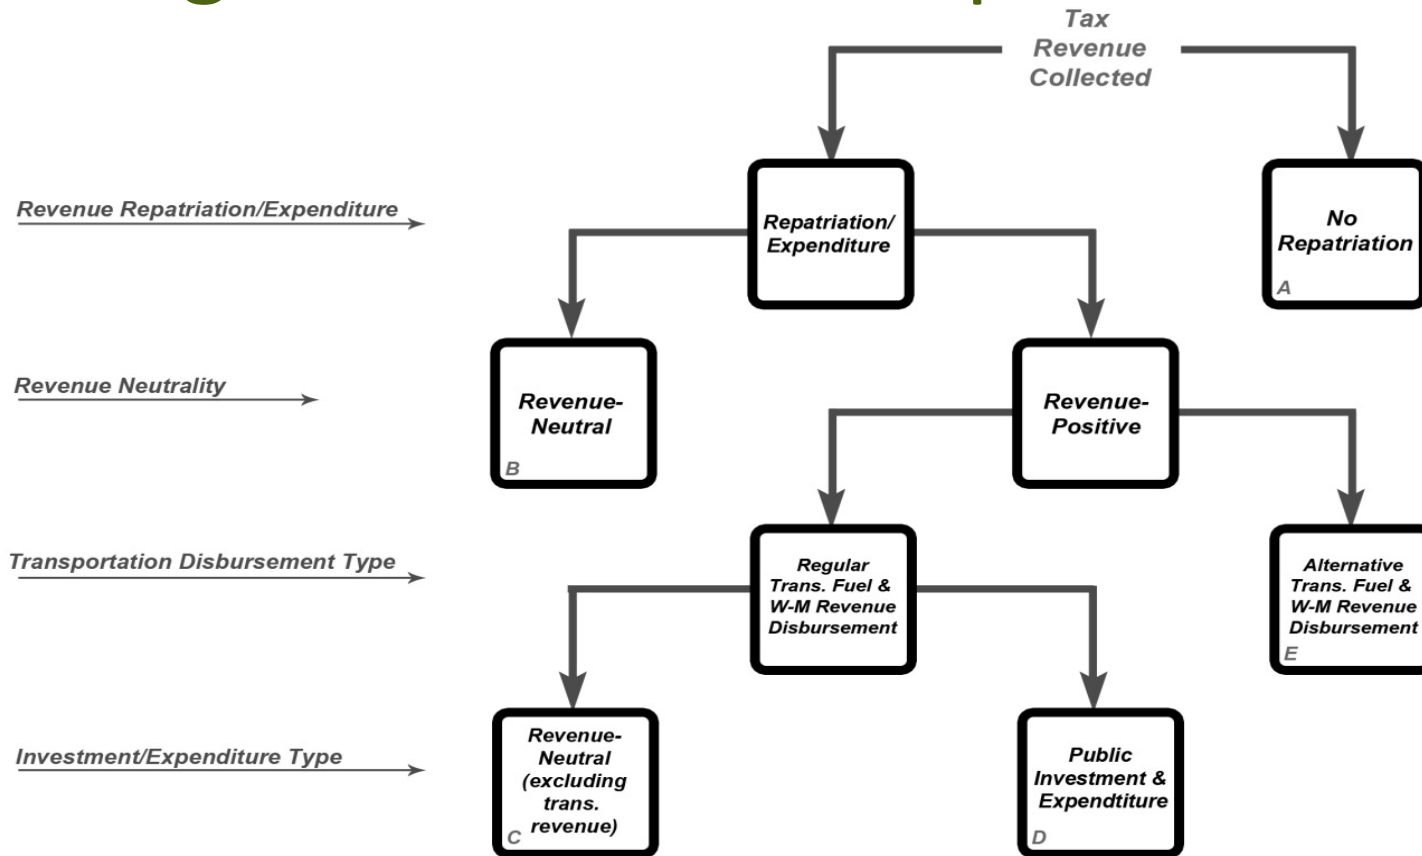 Tax
Revenue
Collected
Revenue Repatriation/Expenditure
Repatriation/
Expenditure
No
Repatriation
A
Revenue Neutrality
Revenue-
Neutral
B
Revenue-
Positive
Transportation Disbursement Type
Regular
Trans. Fuel &
W-M Revenue
Disbursement
Alternative
Trans. Fuel &
W-M Revenue
Disbursement
E
Investment/Expenditure Type
Revenue-
Neutral
(excluding
trans.
revenue)
C
Public
Investment &
Expendtiture
D